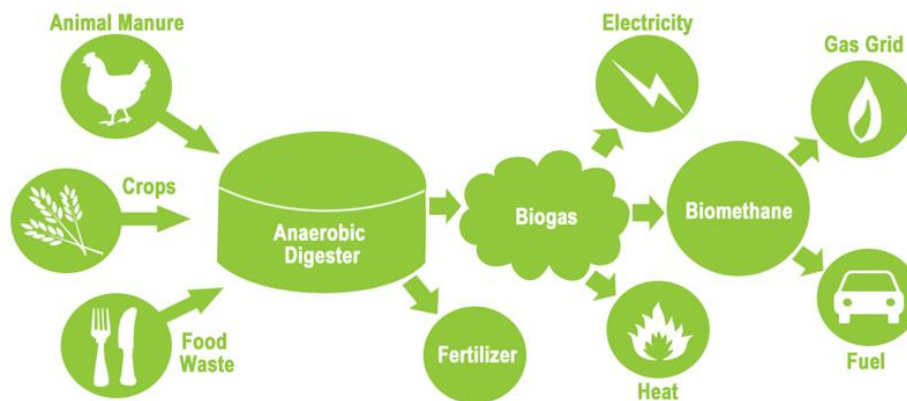 Animal Manure
Crops
Food
Waste
Anaerobic
Digester
Fertilizer
Biogas
Electricity
Heat
Biomethane
Gas Grid
Fuel